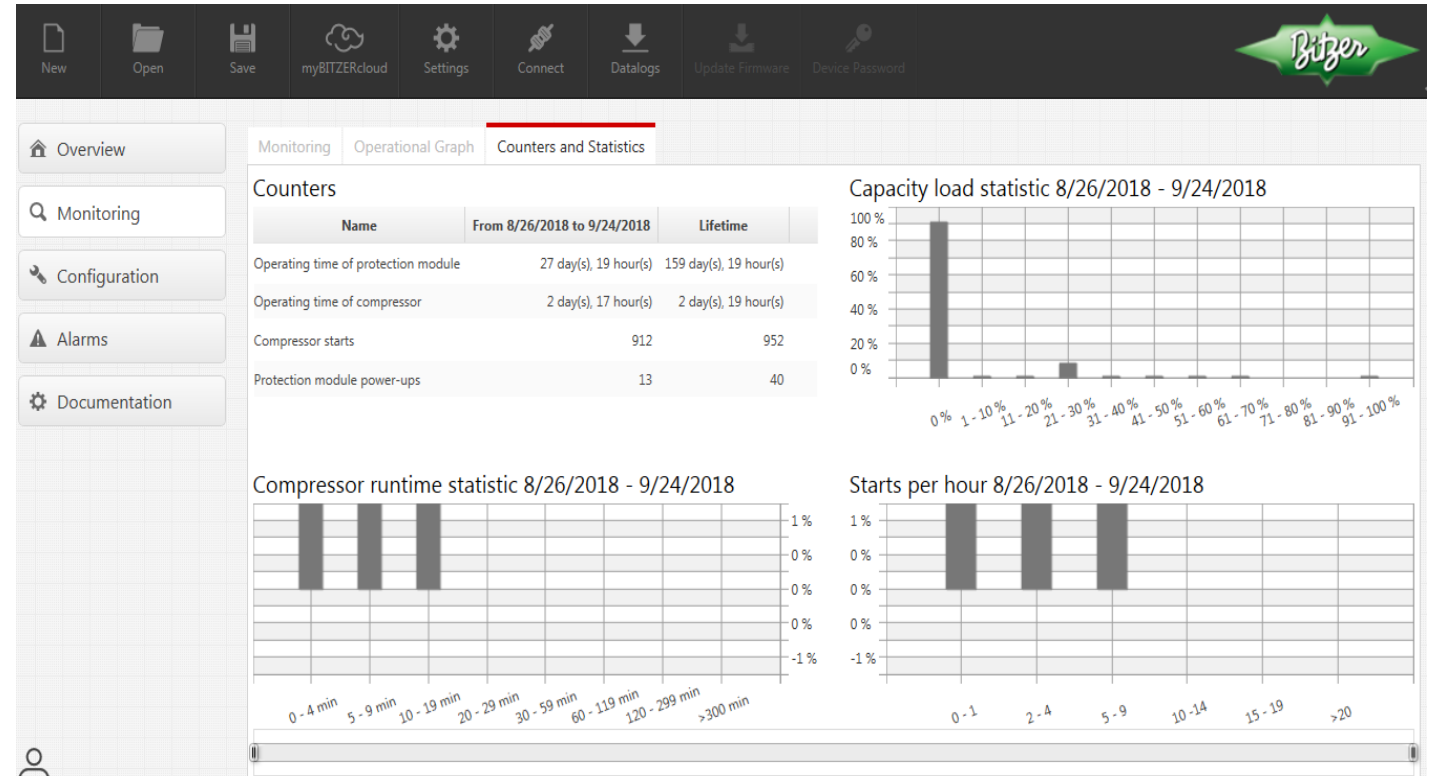 New Open Save myBITZERcloud Settings Connect Datalogs Update Firmware Device Password
Bitzer
Overview
Monitoring
Configuration
Alarms
Documentation
Monitoring Operational Graph Counters and Statistics
Counters
Name From 8/26/2018 to 9/24/2018 Lifetime
Operating time of protection module 27 day(s), 19 hour(s) 159 day(s), 19 hour(s)
Operating time of compressor 2 day(s), 17 hour(s) 2 day(s), 19 hour(s)
Compressor starts 912 952
Protection module power-ups 13 40
Capacity load statistic 8/26/2018 - 9/24/2018
100 %
80 %
60 %
40 %
20 %
0 %
0 % 1 - 10 % 11 - 20 % 21 - 30 % 31 - 40 % 41 - 50 % 51 - 60 % 61 - 70 % 71 - 80 % 81 - 90 % 91 - 100 %
Compressor runtime statistic 8/26/2018 - 9/24/2018
1 %
0 %
0 %
0 %
-1 %
0 - 4 min 5 - 9 min 10 - 19 min 20 - 29 min 30 - 59 min 60 - 119 min 120 - 299 min >300 min
Starts per hour 8/26/2018 - 9/24/2018
1 %
0 %
0 %
0 %
-1 %
0 - 1 2 - 4 5 - 9 10 -14 15 - 19 >20